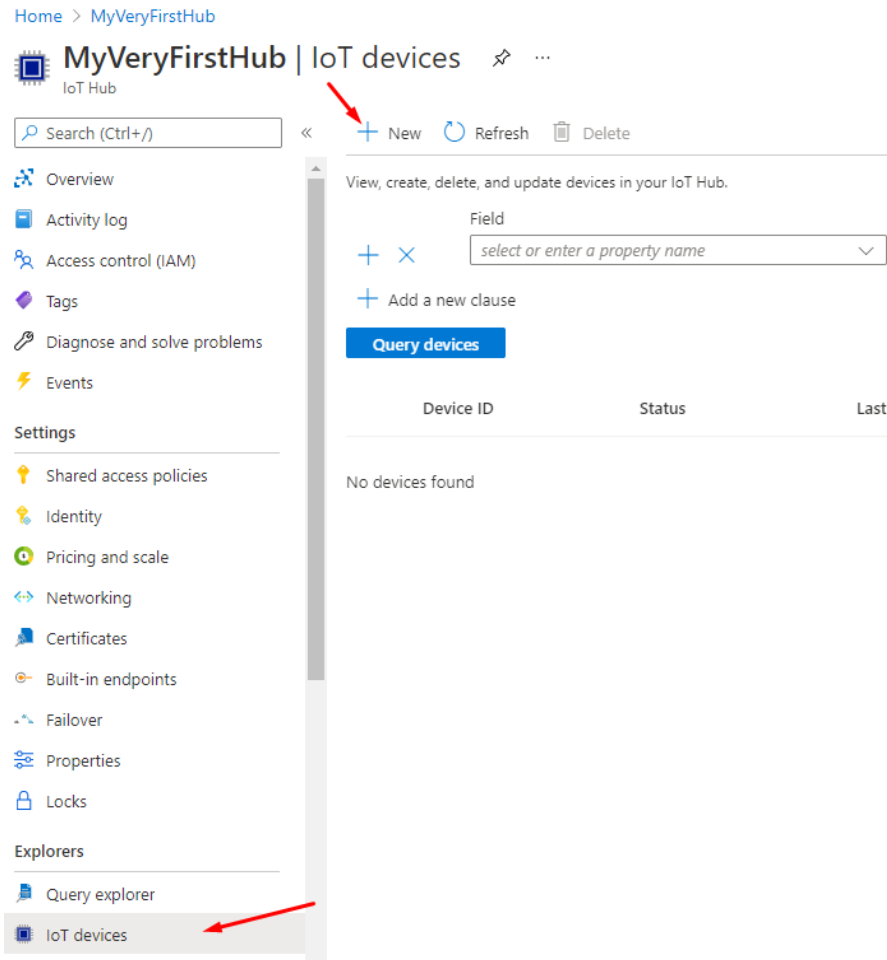 Home > MyVeryFirstHub
MyVeryFirstHub | IoT devices ...
IoT Hub
Search (Ctrl+/)
«
Overview
Activity log
Access control (IAM)
Tags
Diagnose and solve problems
Events
Settings
Shared access policies
Identity
Pricing and scale
Networking
Certificates
Built-in endpoints
Failover
Properties
Locks
Explorers
Query explorer
IoT devices
New Refresh Delete
View, create, delete, and update devices in your IoT Hub.
Field
select or enter a property name
Add a new clause
Query devices
Device ID Status Last
No devices found